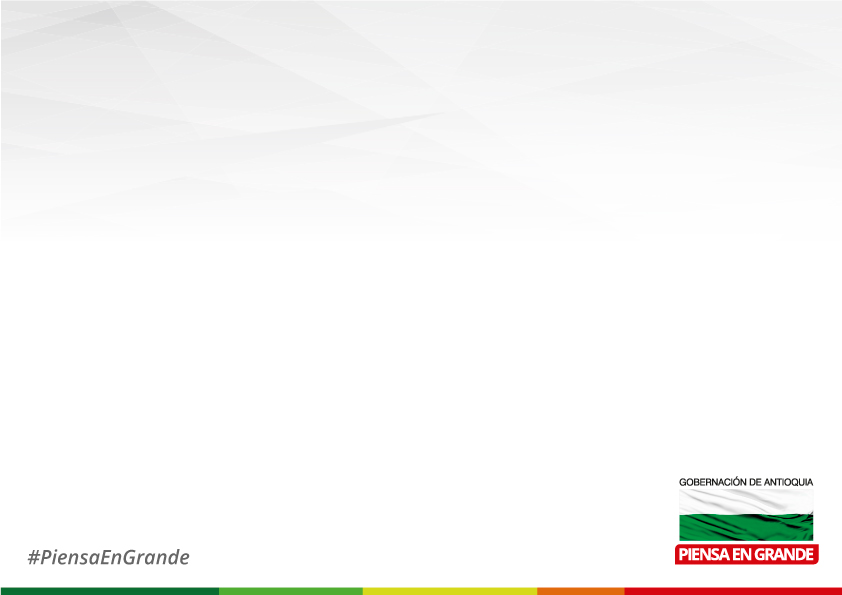 GOBERNACIÓN DE ANTIOQUIA
PIENSA EN GRANDE
#PiensaEnGrande